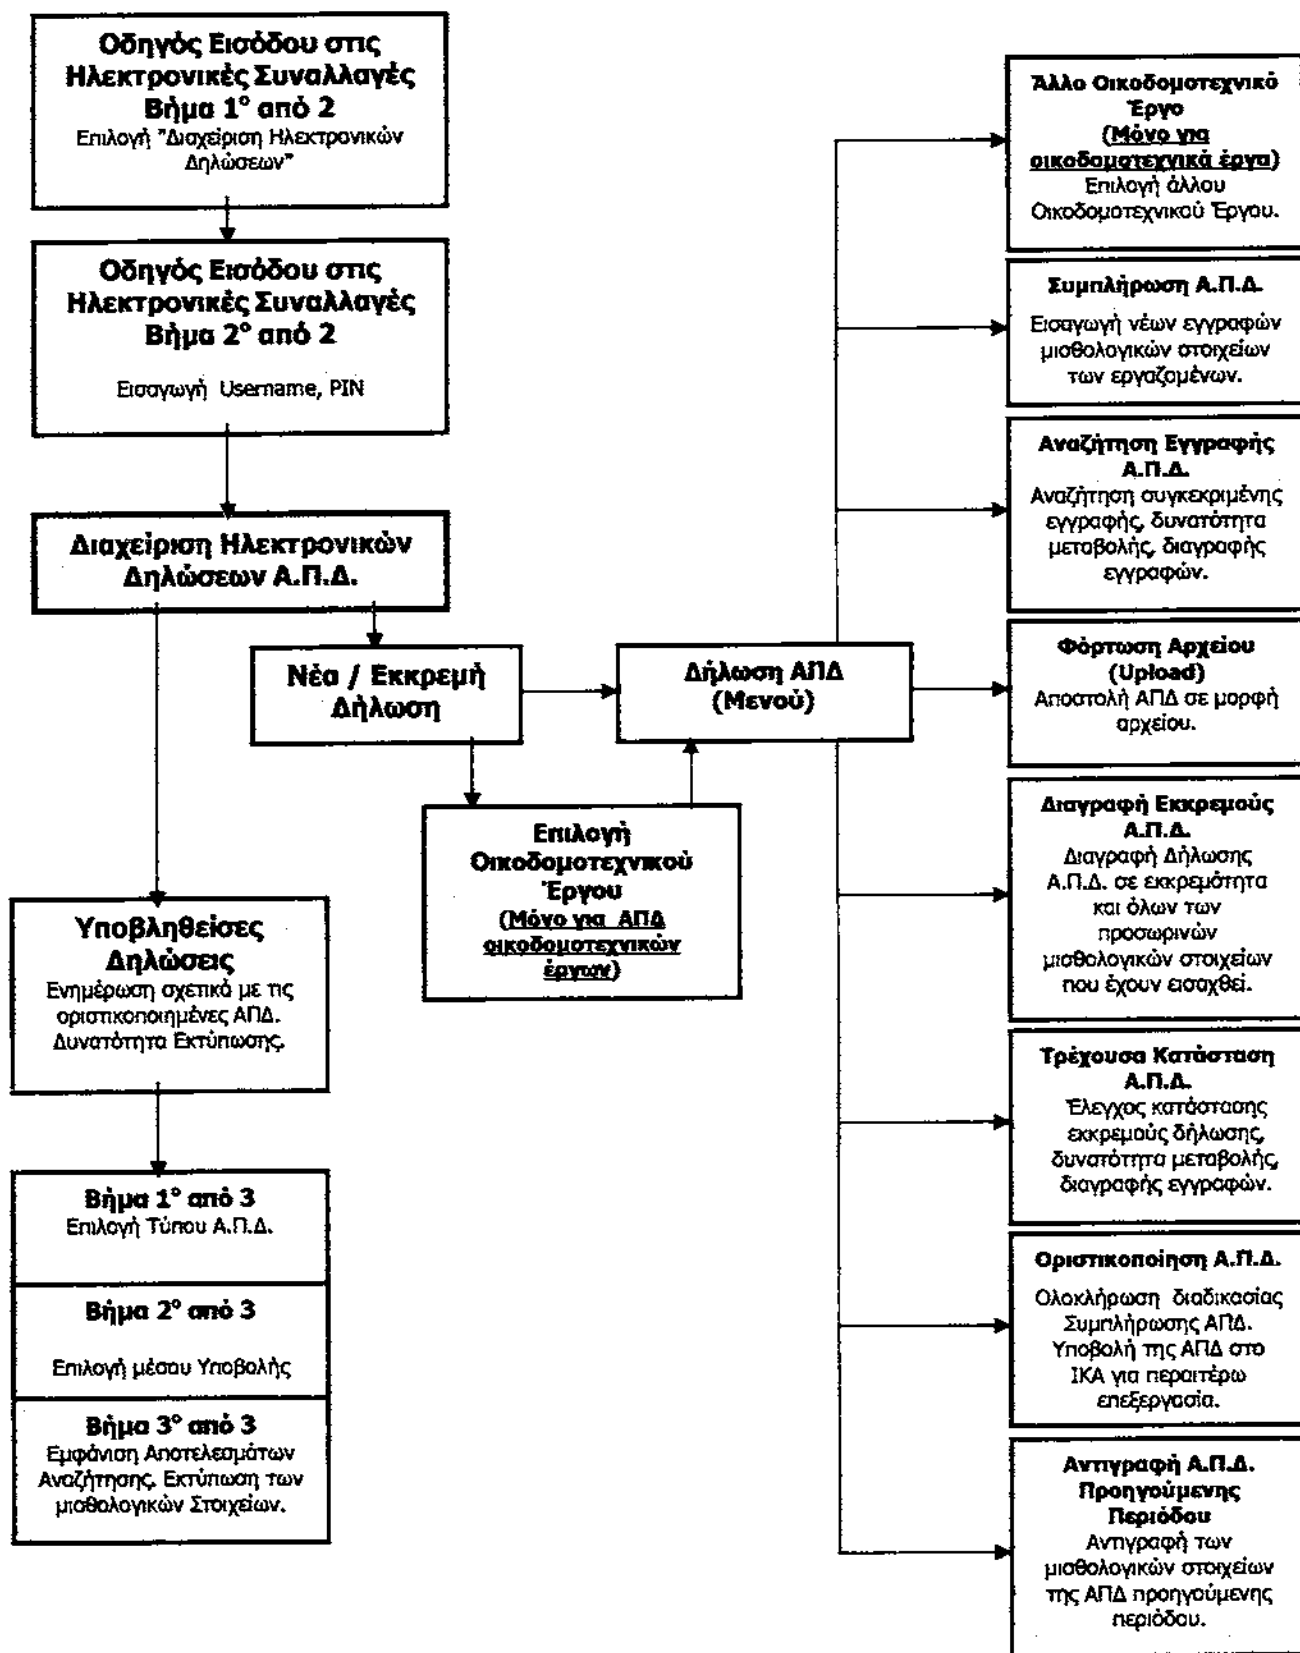 Οδηγός Εισόδου στις
Ηλεκτρονικές Συναλλαγές
Βήμα 1° από 2
Επιλογή "Διαχείριση Ηλεκτρονικών
Δηλώσεων"
Οδηγός Εισόδου στις
Ηλεκτρονικές Συναλλαγές
Βήμα 2° από 2
Εισαγωγή Username, PIN
Διαχείριση Ηλεκτρονικών
Δηλώσεων Α.Π.Δ.
Νέα / Εκκρεμή
Δήλωση
Δήλωση ΑΠΔ
(Μενού)
Επιλογή
Οικοδομοτεχνικού
Έργου
(Μόνο για ΑΠΔ
οικοδομοτεχνικών
έργων)
Υποβληθείσες
Δηλώσεις
Ενημέρωση σχετικά με τις
οριστικοποιημένες ΑΠΔ.
Δυνατότητα Εκτύπωσης.
Βήμα 1° από 3
Επιλογή Τύπου Α.Π.Δ.
Βήμα 2° από 3
Επιλογή μέσου Υποβολής
Βήμα 3° από 3
Εμφάνιση Αποτελεσμάτων
Αναζήτησης. Εκτύπωση των
μισθολογικών Στοιχείων.
Άλλο Οικοδομοτεχνικό
Έργο
(Μόνο για
οικοδομοτεχνικά έργα)
Επιλογή άλλου
Οικοδομοτεχνικού Έργου.
Συμπλήρωση Α.Π.Δ.
Εισαγωγή νέων εγγραφών
μισθολογικών στοιχείων
των εργαζομένων.
Αναζήτηση Εγγραφής
Α.Π.Δ.
Αναζήτηση συγκεκριμένης
εγγραφής, δυνατότητα
μεταβολής, διαγραφής
εγγραφών.
Φόρτωση Αρχείου
(Upload)
Αποστολή ΑΠΔ σε μορφή
αρχείου.
Διαγραφή Εκκρεμούς
Α.Π.Δ.
Διαγραφή Δήλωσης
Α.Π.Δ. σε εκκρεμότητα
και όλων των
προσωρινών
μισθολογικών στοιχείων
που έχουν εισαχθεί.
Τρέχουσα Κατάσταση
Α.Π.Δ.
Έλεγχος κατάστασης
εκκρεμούς δήλωσης,
δυνατότητα μεταβολής,
διαγραφής εγγραφών.
Οριστικοποίηση Α.Π.Δ.
Ολοκλήρωση διαδικασίας
Συμπλήρωσης ΑΠΔ.
Υποβολή της ΑΠΔ στο
ΙΚΑ για περαιτέρω
επεξεργασία.
Αντιγραφή Α.Π.Δ.
Προηγούμενης
Περιόδου
Αντιγραφή των
μισθολογικών στοιχείων
της ΑΠΔ προηγούμενης
περιόδου.